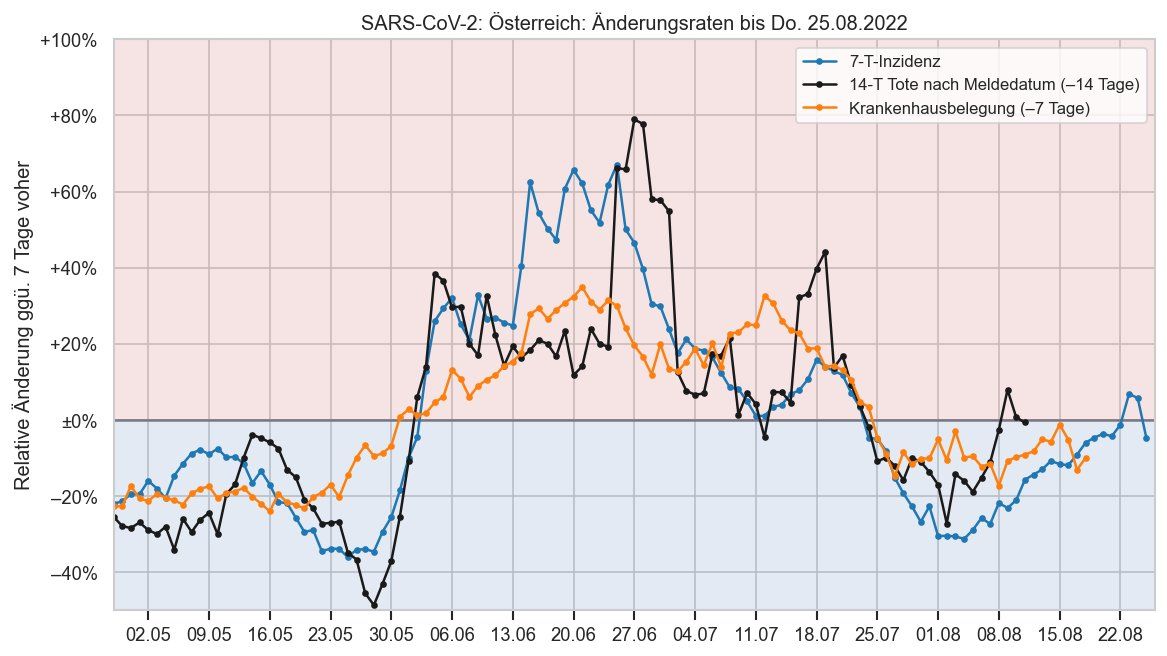 SARS-CoV-2: Österreich: Änderungsraten bis Do. 25.08.2022
7-T-Inzidenz
14-T Tote nach Meldedatum (–14 Tage)
Krankenhausbelegung (–7 Tage)
Relative Änderung ggü. 7 Tage voher
+100%
+80%
+60%
+40%
+20%
±0%
–20%
–40%
02.05 09.05 16.05 23.05 30.05 06.06 13.06 20.06 27.06 04.07 11.07 18.07 25.07 01.08 08.08 15.08 22.08